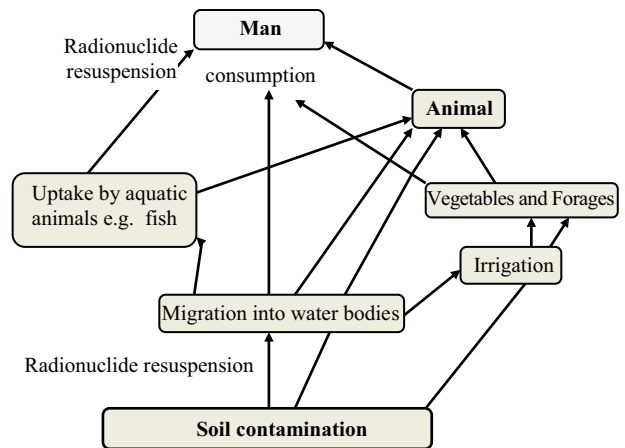 Man
Radionuclide
resuspension
consumption
Animal
Uptake by aquatic
animals e.g. fish
Vegetables and Forages
Irrigation
Migration into water bodies
Radionuclide resuspension
Soil contamination